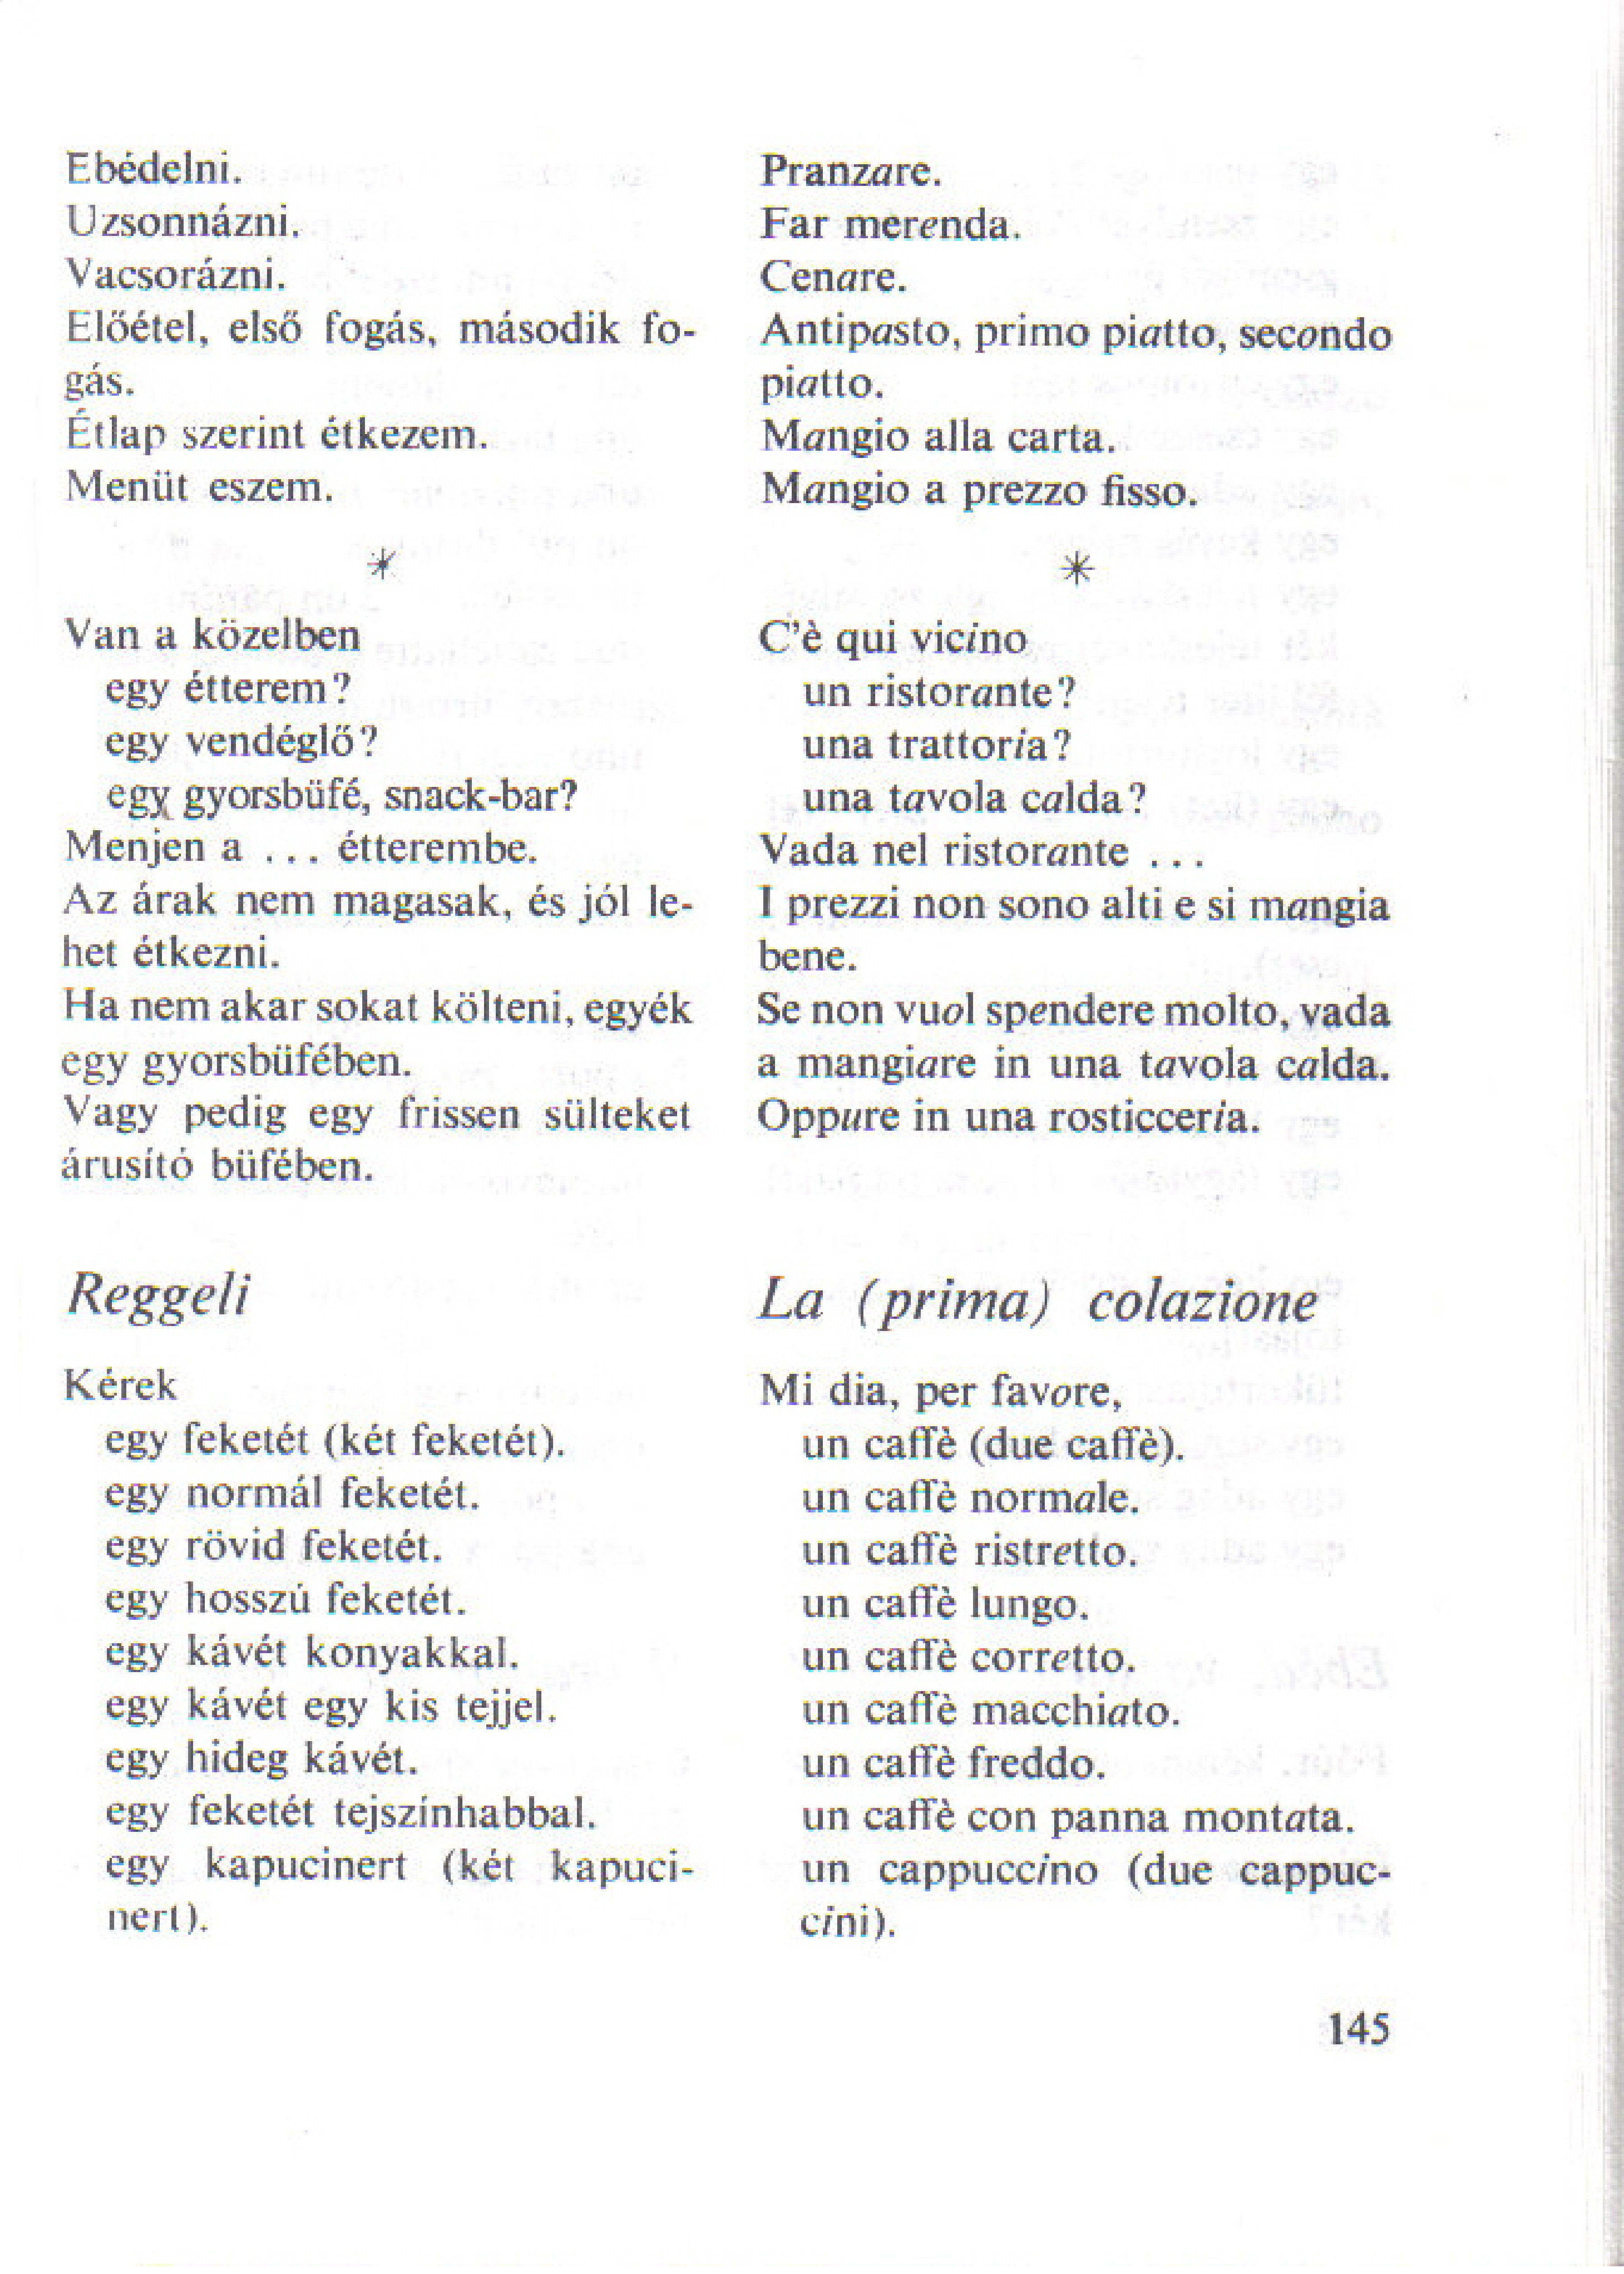 Ebédelni.
Uzsonnázni.
Vacsorázni.
Előétel, első fogás, második fo-
gás.
Étlap szerint étkezem.
Menüt eszem.
*
Van a közelben
egy étterem?
egy vendéglő?
egy gyorsbüfé, snack-bar?
Menjen a ... étterembe.
Az árak nem magasak, és jól le-
het étkezni.
Ha nem akar sokat költeni, egyék
egy gyorsbüfében.
Vagy pedig egy frissen sülteket
árusító büfében.
Reggeli
Kérek
egy feketét (két feketét).
egy normál feketét.
egy rövid feketét.
egy hosszú feketét.
egy kávét konyakkal.
egy kávét egy kis tejjel.
egy hideg kávét.
egy feketét tejszínhabbal.
egy kapucinert (két kapuci-
nert).
Pranzare.
Far merenda.
Cenare.
Antipasto, primo piatto, secondo
piatto.
Mangio alla carta.
Mangio a prezzo fisso.
*
C'è qui vicino
un ristorante?
una trattoria?
una tavola calda?
Vada nel ristorante ...
I prezzi non sono alti e si mangia
bene.
Se non vuol spendere molto, vada
a mangiare in una tavola calda.
Oppure in una rosticceria.
La (prima) colazione
Mi dia, per favore,
un caffè (due caffè).
un caffè normale.
un caffè ristretto.
un caffè lungo.
un caffè corretto.
un caffè macchiato.
un caffè freddo.
un caffè con panna montata.
un cappuccino (due cappuc-
cini).
145